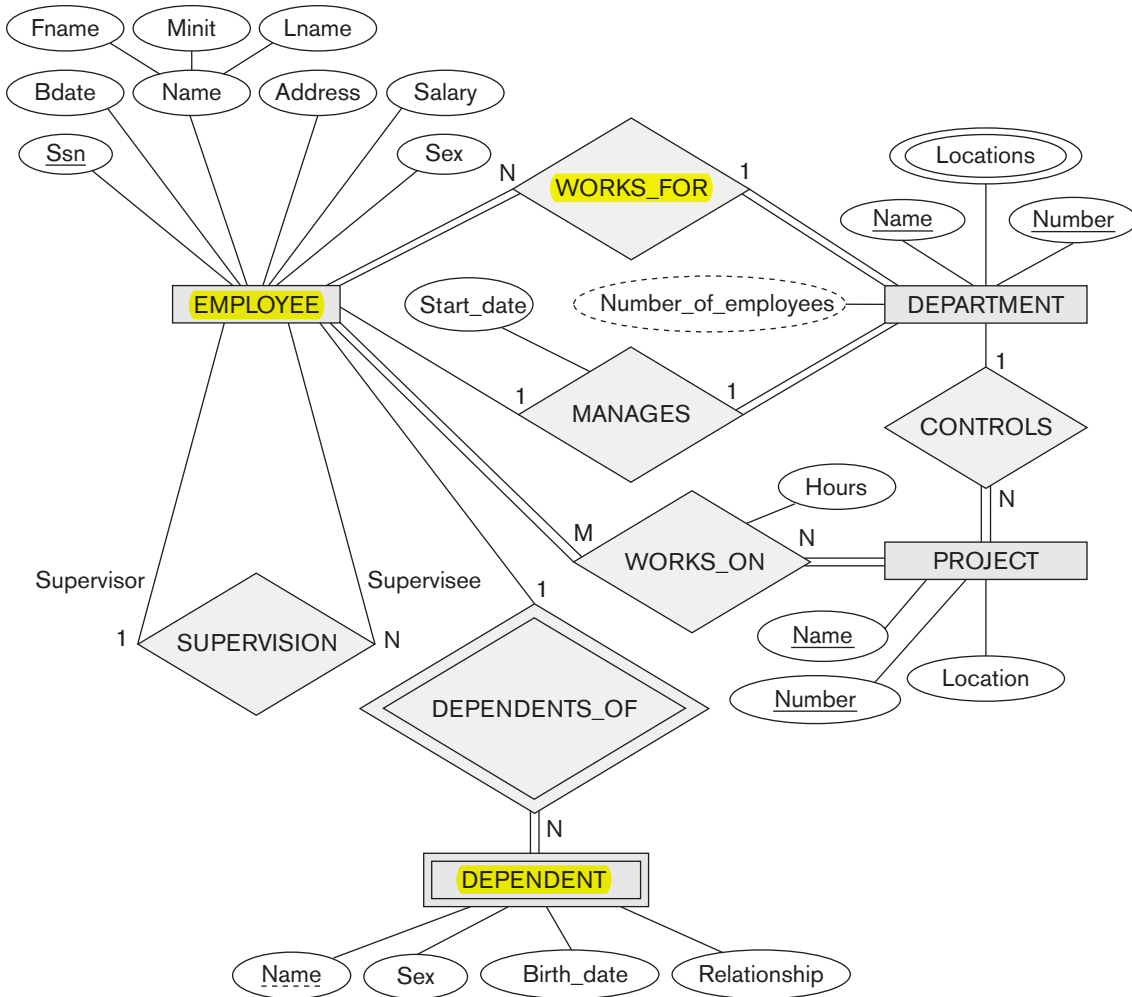 Fname Minit Lname
Bdate Name Address Salary
Ssn Sex
N WORKS_FOR 1
Locations
Name Number
EMPLOYEE Start_date Number_of_employees DEPARTMENT
1 MANAGES 1
1
CONTROLS
N
Hours
M WORKS_ON N
PROJECT
Supervisor Supervisee
1 SUPERVISION N
1
Name
Location
Number
DEPENDENTS_OF
N
DEPENDENT
Name Sex Birth_date Relationship